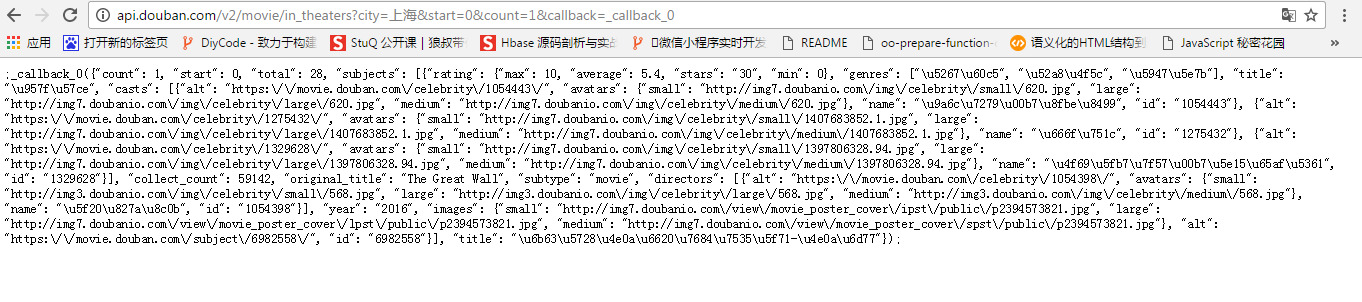 api.douban.com/v2/movie/in_theaters?city=上海&start=0&count=1&callback=_callback_0
应用 打开新的标签页 DiyCode - 致力于构建 StuQ 公开课 | 狼叔带 Hbase 源码剖析与实战 微信小程序实时开发 README oo-prepare-function- 语义化的HTML结构到 JavaScript 秘密花园 »
;_callback_0({"count": 1, "start": 0, "total": 28, "subjects": [{"rating": {"max": 10, "average": 5.4, "stars": "30", "min": 0}, "genres": ["\u5267\u60c5", "\u52a8\u4f5c", "\u5947\u5e7b"], "title":
"\u957f\u57ce", "casts": [{"alt": "https:\/\/movie.douban.com\/celebrity\/1054443\/", "avatars": {"small": "http://img7.doubanio.com\/img\/celebrity\/small\/620.jpg", "large":
"http://img7.doubanio.com\/img\/celebrity\/large\/620.jpg", "medium": "http://img7.doubanio.com\/img\/celebrity\/medium\/620.jpg"}, "name": "\u9a6c\u7279\u00b7\u8fbe\u8499", "id": "1054443"}, {"alt":
"https:\/\/movie.douban.com\/celebrity\/1275432\/", "avatars": {"small": "http://img7.doubanio.com\/img\/celebrity\/small\/1407683852.1.jpg", "large":
"http://img7.doubanio.com\/img\/celebrity\/large\/1407683852.1.jpg", "medium": "http://img7.doubanio.com\/img\/celebrity\/medium\/1407683852.1.jpg"}, "name": "\u666f\u751c", "id": "1275432"}, {"alt":
"https:\/\/movie.douban.com\/celebrity\/1329628\/", "avatars": {"small": "http://img7.doubanio.com\/img\/celebrity\/small\/1397806328.94.jpg", "large":
"http://img7.doubanio.com\/img\/celebrity\/large\/1397806328.94.jpg", "medium": "http://img7.doubanio.com\/img\/celebrity\/medium\/1397806328.94.jpg"}, "name": "\u4f69\u5fb7\u7f57\u00b7\u5e15\u65af\u5361",
"id": "1329628"}], "collect_count": 59142, "original_title": "The Great Wall", "subtype": "movie", "directors": [{"alt": "https:\/\/movie.douban.com\/celebrity\/1054398\/", "avatars": {"small":
"http://img3.doubanio.com\/img\/celebrity\/small\/568.jpg", "large": "http://img3.doubanio.com\/img\/celebrity\/large\/568.jpg", "medium": "http://img3.doubanio.com\/img\/celebrity\/medium\/568.jpg"},
"name": "\u5f20\u827a\u8c0b", "id": "1054398"}], "year": "2016", "images": {"small": "http://img7.doubanio.com\/view\/movie_poster_cover\/ipst\/public\/p2394573821.jpg", "large":
"http://img7.doubanio.com\/view\/movie_poster_cover\/lpst\/public\/p2394573821.jpg", "medium": "http://img7.doubanio.com\/view\/movie_poster_cover\/spst\/public\/p2394573821.jpg"}, "alt":
"https:\/\/movie.douban.com\/subject\/6982558\/", "id": "6982558"}], "title": "\u6b63\u5728\u4e0a\u6620\u7684\u7535\u5f71-\u4e0a\u6d77"});